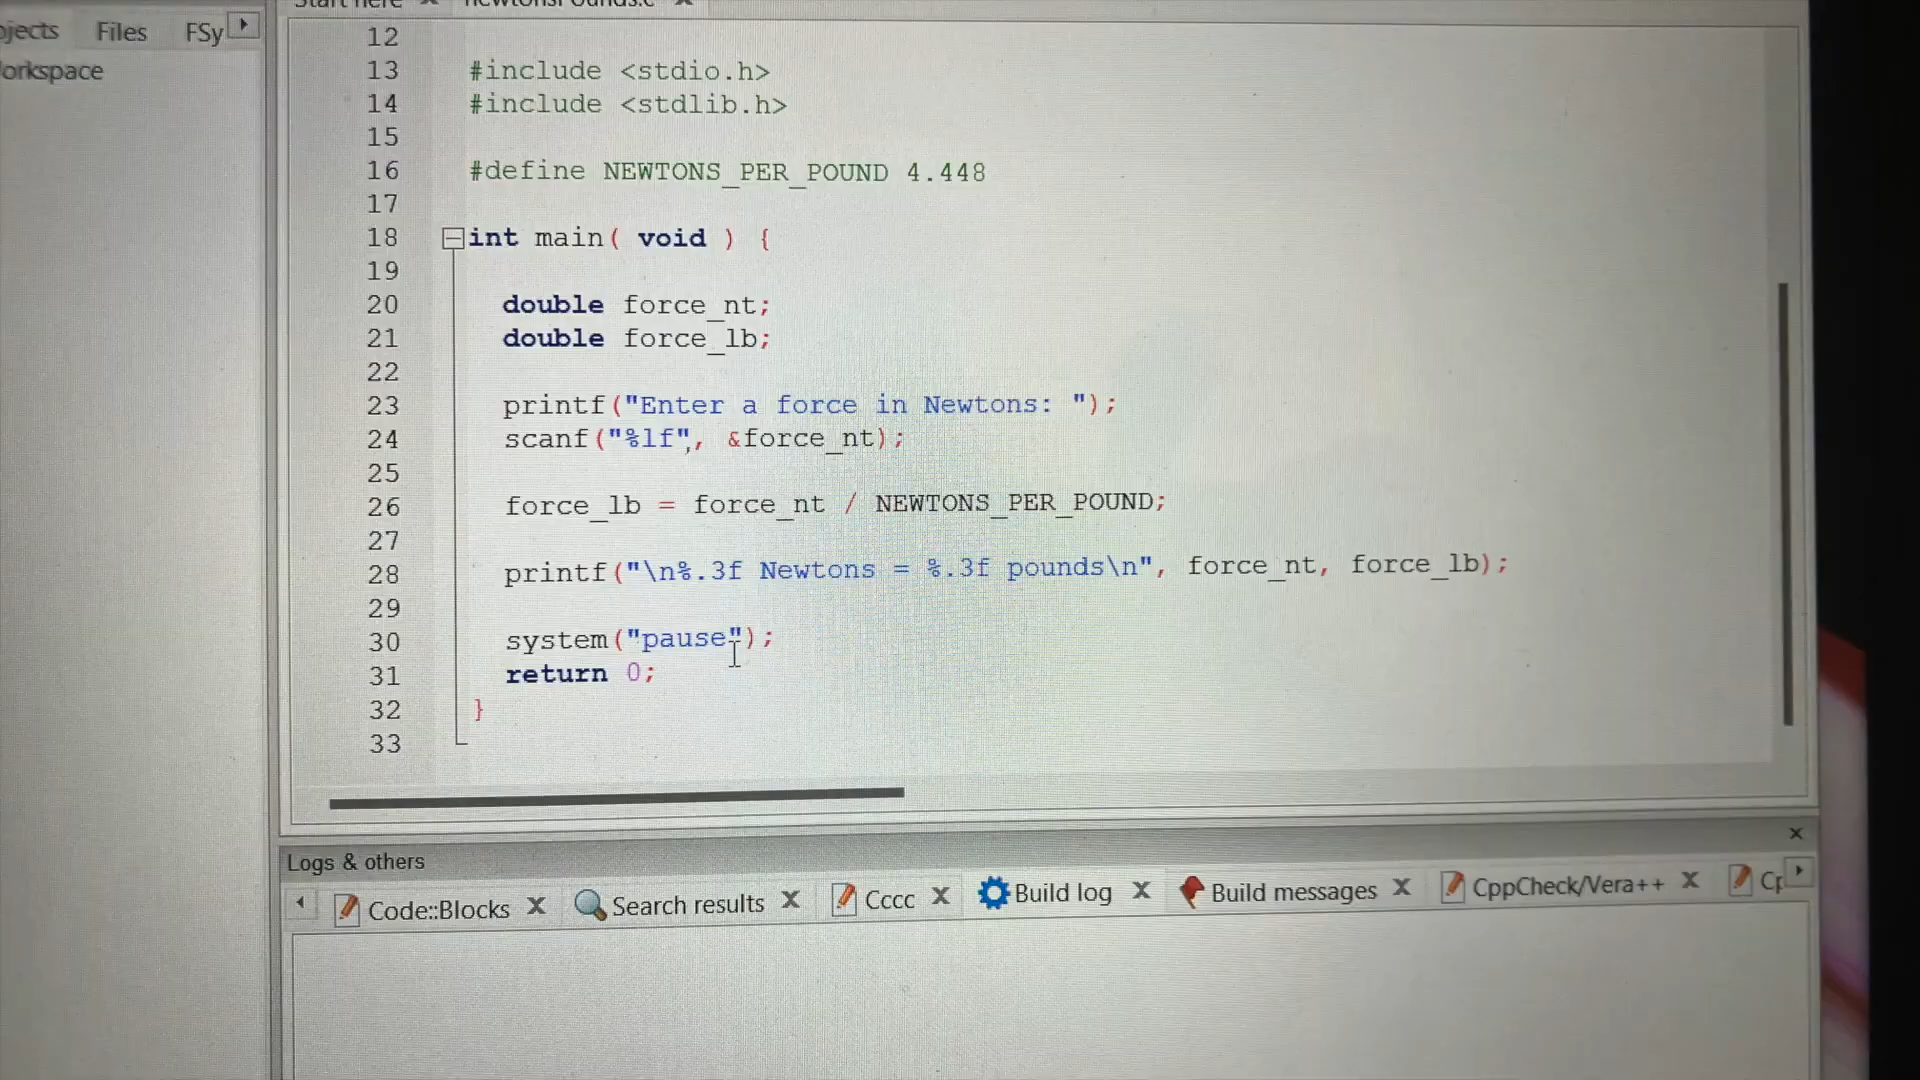 Start here newtonsPounds.c
Files FSy
12
13 #include <stdio.h>
14 #include <stdlib.h>
15
16 #define NEWTONS_PER_POUND 4.448
17
18 int main( void ) {
19
20 double force_nt;
21 double force_lb;
22
23 printf("Enter a force in Newtons: ");
24 scanf("%lf", &force_nt);
25
26 force_lb = force_nt / NEWTONS_PER_POUND;
27
28 printf("\n%.3f Newtons = %.3f pounds\n", force_nt, force_lb);
29
30 system("pause");
31 return 0;
32 }
33
jects
orkspace
Logs & others
Code::Blocks X Search results X Cccc X Build log X Build messages X CppCheck/Vera++ X Cp